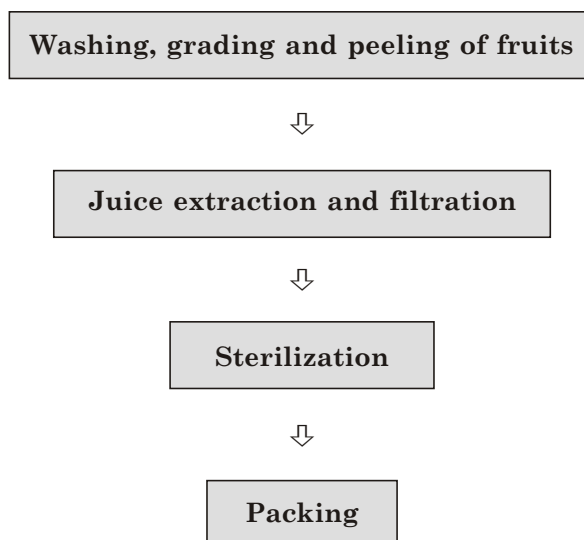 Washing, grading and peeling of fruits
Juice extraction and filtration
Sterilization
Packing